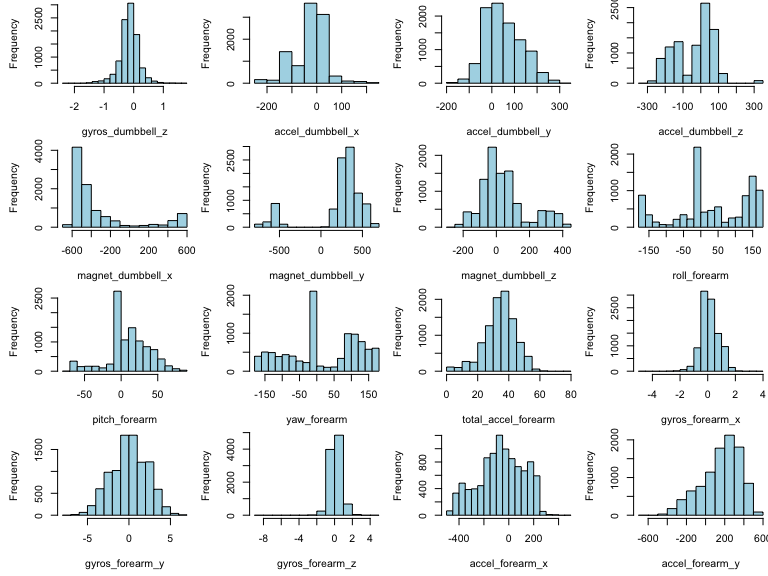 Frequency 0 1000 2500 -2 -1 0 1 gyros_dumbbell_z
Frequency 0 2000 -200 0 100 accel_dumbbell_x
Frequency 0 1000 2000 -200 0 100 300 accel_dumbbell_y
Frequency 0 1000 2500 -300 -100 0 100 300 accel_dumbbell_z
Frequency 0 2000 4000 -600 -200 200 600 magnet_dumbbell_x
Frequency 0 1000 2000 3000 -500 0 500 magnet_dumbbell_y
Frequency 0 1000 2000 -200 0 200 400 magnet_dumbbell_z
Frequency 0 1000 2000 -150 -50 50 150 roll_forearm
Frequency 0 1000 2500 -50 0 50 pitch_forearm
Frequency 0 500 1000 2000 -150 -50 50 150 yaw_forearm
Frequency 0 1000 2000 0 20 40 60 80 total_accel_forearm
Frequency 0 1000 2500 -4 -2 0 2 4 gyros_forearm_x
Frequency 0 500 1500 -5 0 5 gyros_forearm_y
Frequency 0 2000 5000 -8 -4 0 2 4 gyros_forearm_z
Frequency 0 400 800 -400 0 200 accel_forearm_x
Frequency 0 1000 2000 -600 -200 200 600 accel_forearm_y